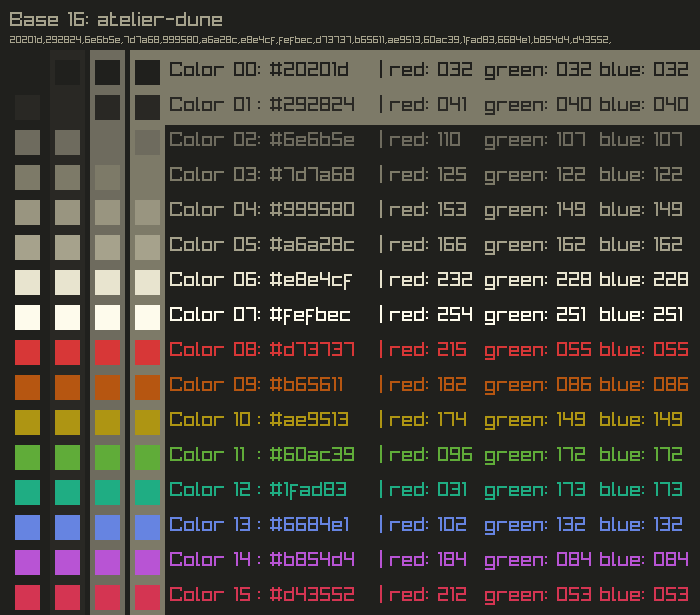 Base 16: atelier-dune
20201d,292824,6e6b5e,7d7a68,999580,a6a28c,e8e4cf,fefbec,d73737,b65611,ae9513,60ac39,1fad83,6684e1,b854d4,d43552,
Color 00: #20201d | red: 032 green: 032 blue: 032
Color 01: #292824 | red: 041 green: 040 blue: 040
Color 02: #6e6b5e | red: 110 green: 107 blue: 107
Color 03: #7d7a68 | red: 125 green: 122 blue: 122
Color 04: #999580 | red: 153 green: 149 blue: 149
Color 05: #a6a28c | red: 166 green: 162 blue: 162
Color 06: #e8e4cf | red: 232 green: 228 blue: 228
Color 07: #fefbec | red: 254 green: 251 blue: 251
Color 08: #d73737 | red: 215 green: 055 blue: 055
Color 09: #b65611 | red: 182 green: 086 blue: 086
Color 10: #ae9513 | red: 174 green: 149 blue: 149
Color 11: #60ac39 | red: 096 green: 172 blue: 172
Color 12: #1fad83 | red: 031 green: 173 blue: 173
Color 13: #6684e1 | red: 102 green: 132 blue: 132
Color 14: #b854d4 | red: 184 green: 084 blue: 084
Color 15: #d43552 | red: 212 green: 053 blue: 053